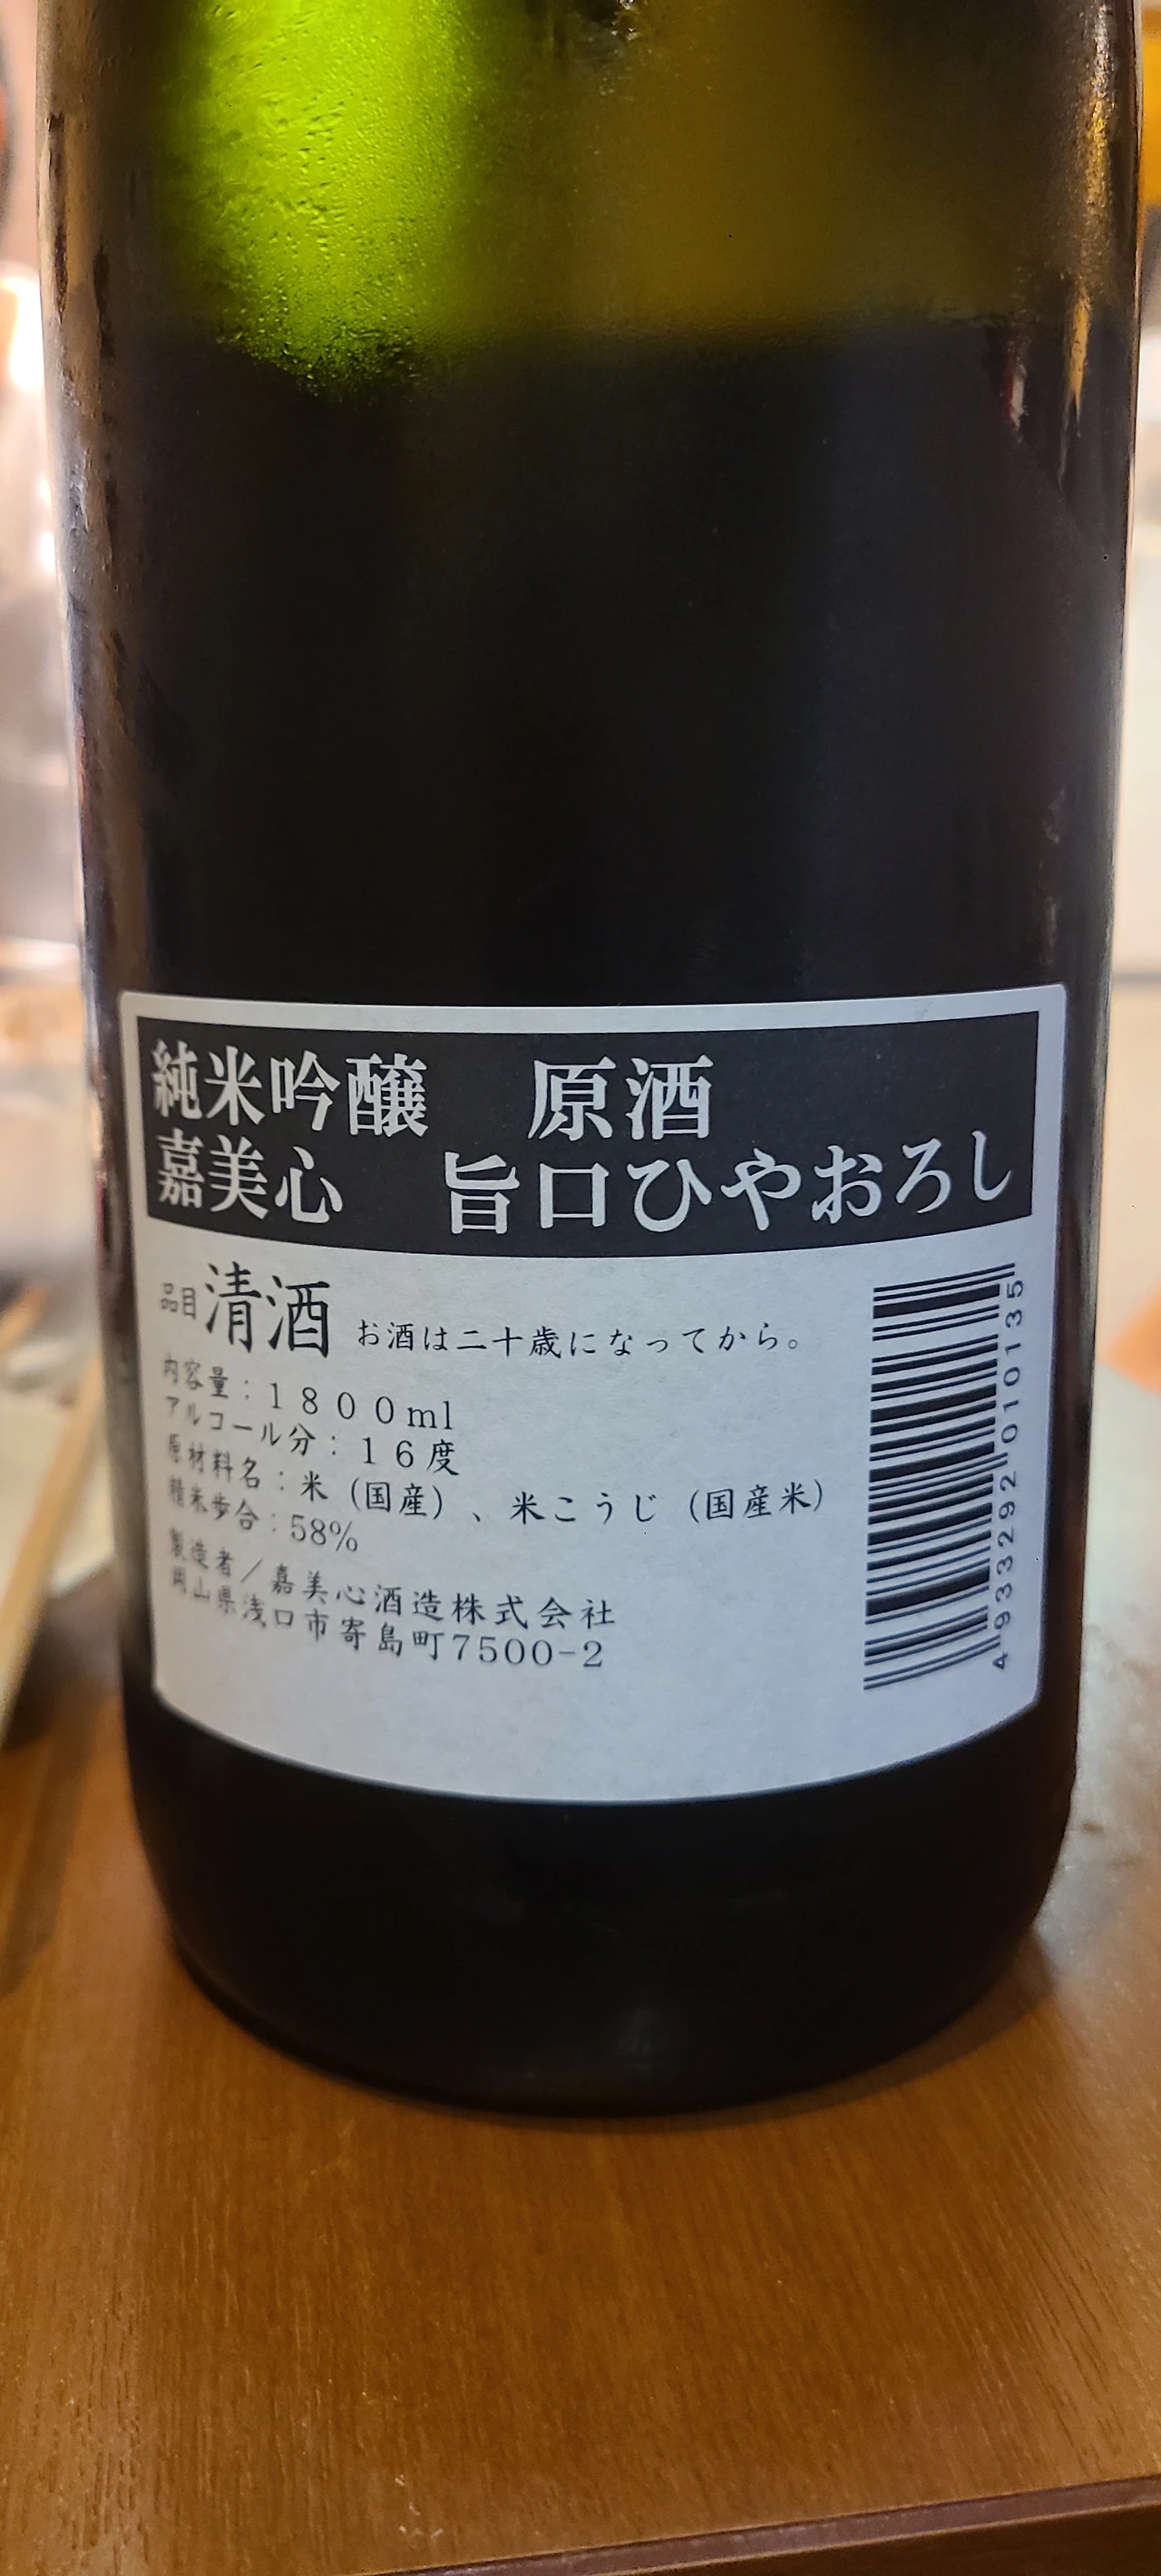 純米吟醸　原酒
嘉美心　旨口ひやおろし
品目清酒 お酒は二十歳になってから。
内容量：１８００ml
アルコール分：１６度
原材料名：米（国産）、米こうじ（国産米）
精米歩合：58%
製造者／嘉美心酒造株式会社
岡山県浅口市寄島町7500-2
4 933292 010135